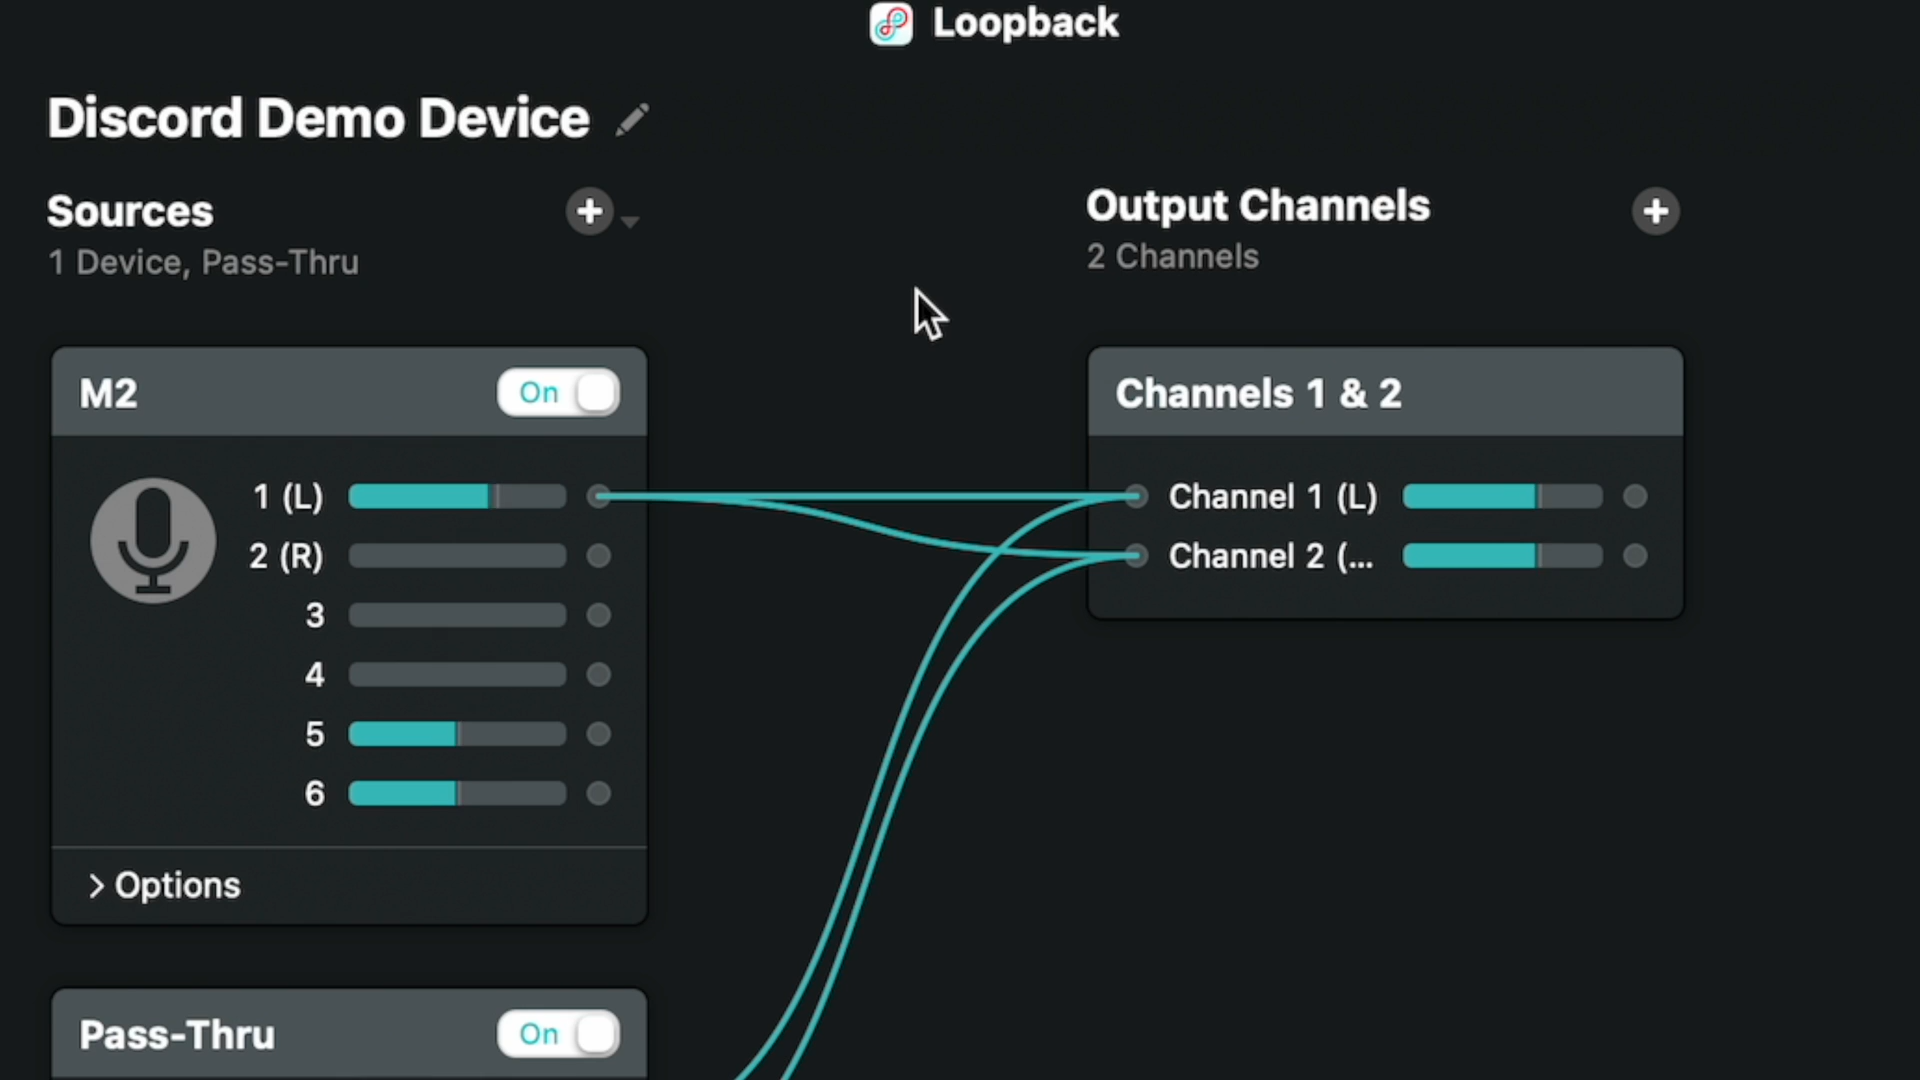 Loopback
Discord Demo Device
Sources
1 Device, Pass-Thru
Output Channels
2 Channels
M2
On
1 (L)
2 (R)
3
4
5
6
> Options
Channels 1 & 2
Channel 1 (L)
Channel 2 (...
Pass-Thru
On